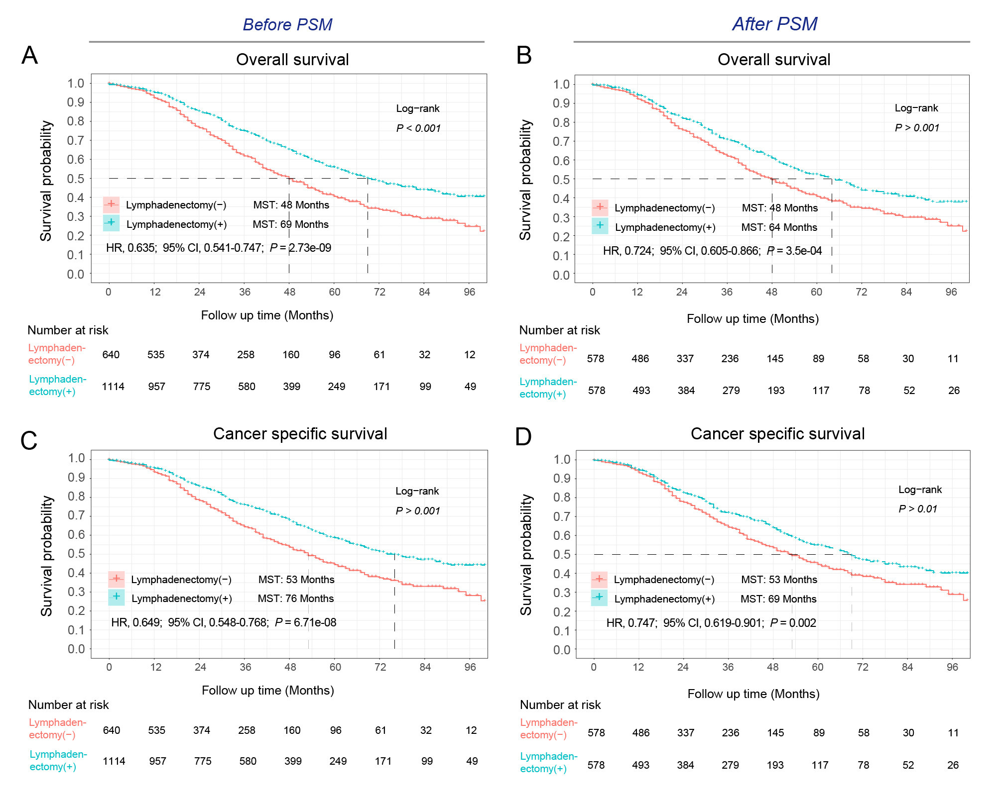 Before PSM
After PSM
A
Overall survival
Survival probability
1.0
0.9
0.8
0.7
0.6
0.5
0.4
0.3
0.2
0.1
0.0
Log−rank
P < 0.001
Lymphadenectomy(−) MST: 48 Months
Lymphadenectomy(+) MST: 69 Months
HR, 0.635; 95% CI, 0.541-0.747; P = 2.73e-09
0 12 24 36 48 60 72 84 96
Follow up time (Months)
Number at risk
Lymphaden-
ectomy(−)
640 535 374 258 160 96 61 32 12
Lymphaden-
ectomy(+)
1114 957 775 580 399 249 171 99 49
B
Overall survival
Survival probability
1.0
0.9
0.8
0.7
0.6
0.5
0.4
0.3
0.2
0.1
0.0
Log−rank
P > 0.001
Lymphadenectomy(−) MST: 48 Months
Lymphadenectomy(+) MST: 64 Months
HR, 0.724; 95% CI, 0.605-0.866; P = 3.5e-04
0 12 24 36 48 60 72 84 96
Follow up time (Months)
Number at risk
Lymphaden-
ectomy(−)
578 486 337 236 145 89 58 30 11
Lymphaden-
ectomy(+)
578 493 384 279 193 117 78 52 26
C
Cancer specific survival
Survival probability
1.0
0.9
0.8
0.7
0.6
0.5
0.4
0.3
0.2
0.1
0.0
Log−rank
P > 0.001
Lymphadenectomy(−) MST: 53 Months
Lymphadenectomy(+) MST: 76 Months
HR, 0.649; 95% CI, 0.548-0.768; P = 6.71e-08
0 12 24 36 48 60 72 84 96
Follow up time (Months)
Number at risk
Lymphaden-
ectomy(−)
640 535 374 258 160 96 61 32 12
Lymphaden-
ectomy(+)
1114 957 775 580 399 249 171 99 49
D
Cancer specific survival
Survival probability
1.0
0.9
0.8
0.7
0.6
0.5
0.4
0.3
0.2
0.1
0.0
Log−rank
P > 0.01
Lymphadenectomy(−) MST: 53 Months
Lymphadenectomy(+) MST: 69 Months
HR, 0.747; 95% CI, 0.619-0.901; P = 0.002
0 12 24 36 48 60 72 84 96
Follow up time (Months)
Number at risk
Lymphaden-
ectomy(−)
578 486 337 236 145 89 58 30 11
Lymphaden-
ectomy(+)
578 493 384 279 193 117 78 52 26